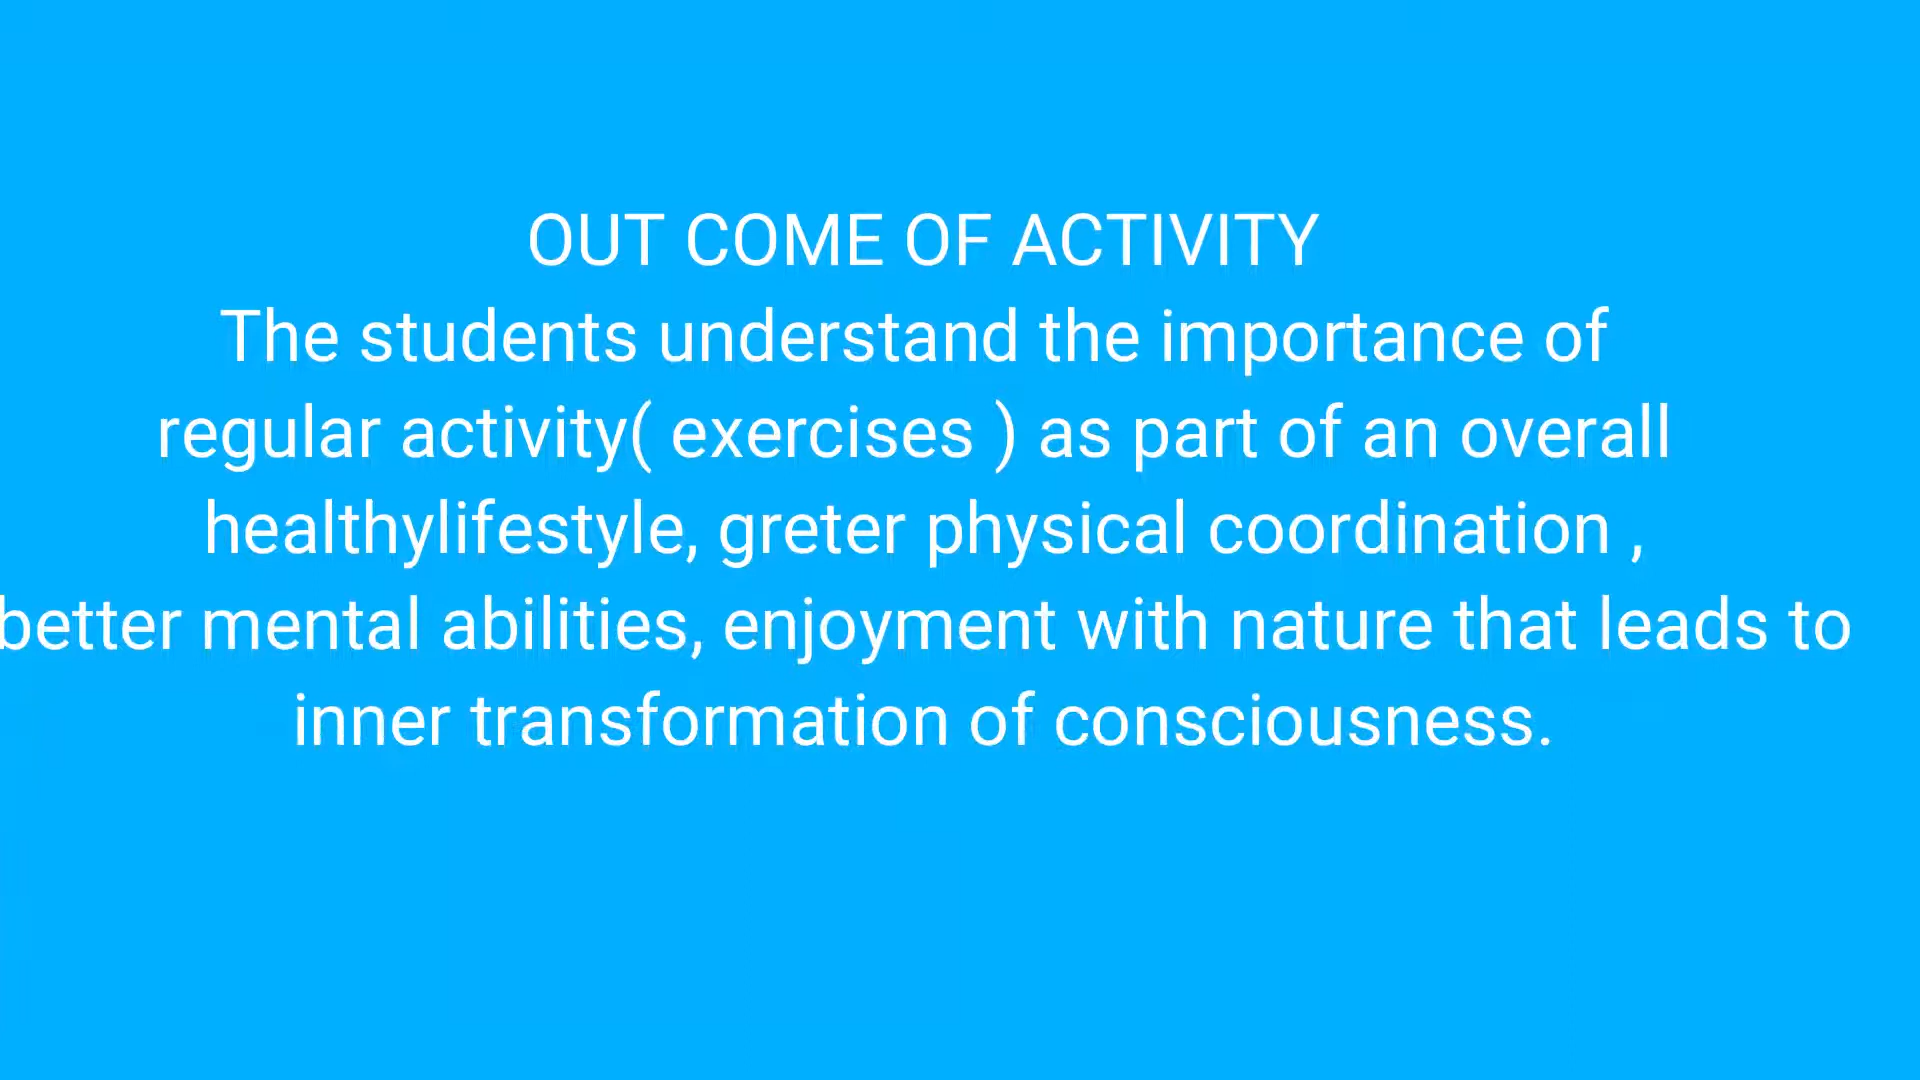 OUT COME OF ACTIVITY
The students understand the importance of
regular activity( exercises ) as part of an overall
healthylifestyle, greter physical coordination ,
better mental abilities, enjoyment with nature that leads to
inner transformation of consciousness.